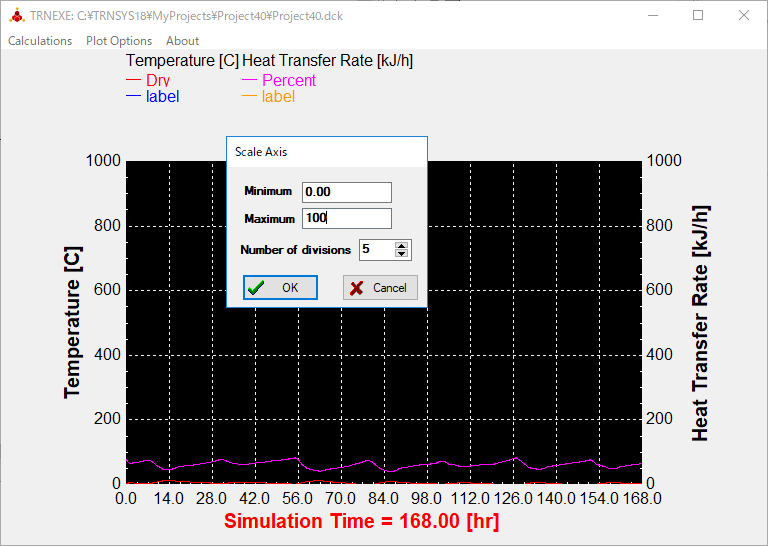 TRNEXE: C:¥TRNSYS18¥MyProjects¥Project40¥Project40.dck
Calculations Plot Options About
Temperature [C] Heat Transfer Rate [kJ/h]
Dry Percent
label label
Scale Axis
Minimum 0.00
Maximum 100
Number of divisions 5
OK Cancel
1000 1000
800 800
600 600
400 400
200 200
0 0
Temperature [C]
Heat Transfer Rate [kJ/h]
0.0 14.0 28.0 42.0 56.0 70.0 84.0 98.0 112.0 126.0 140.0 154.0 168.0
Simulation Time = 168.00 [hr]